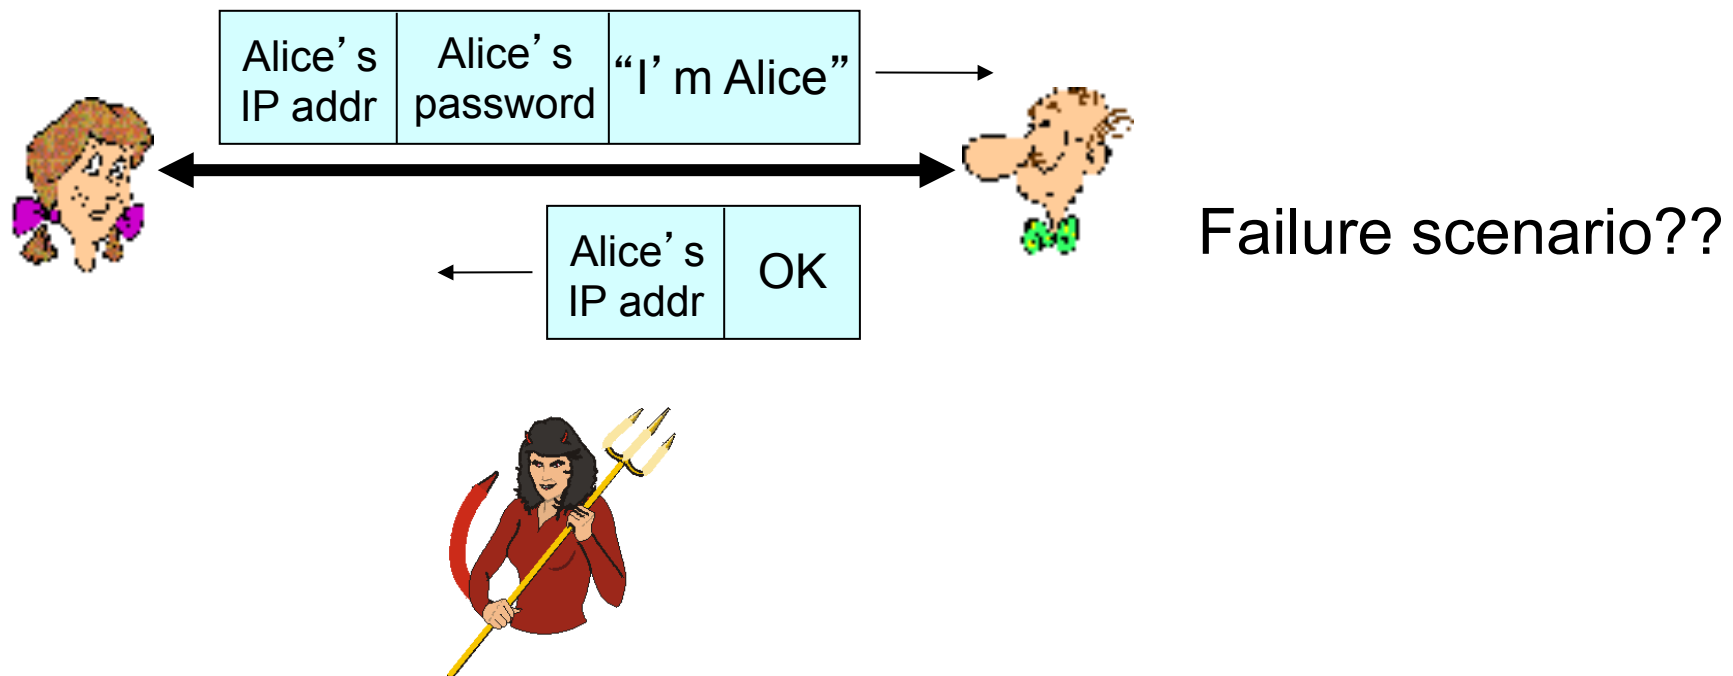 Alice’s
IP addr
Alice’s
password
“I’m Alice”
Failure scenario??
Alice’s
IP addr
OK